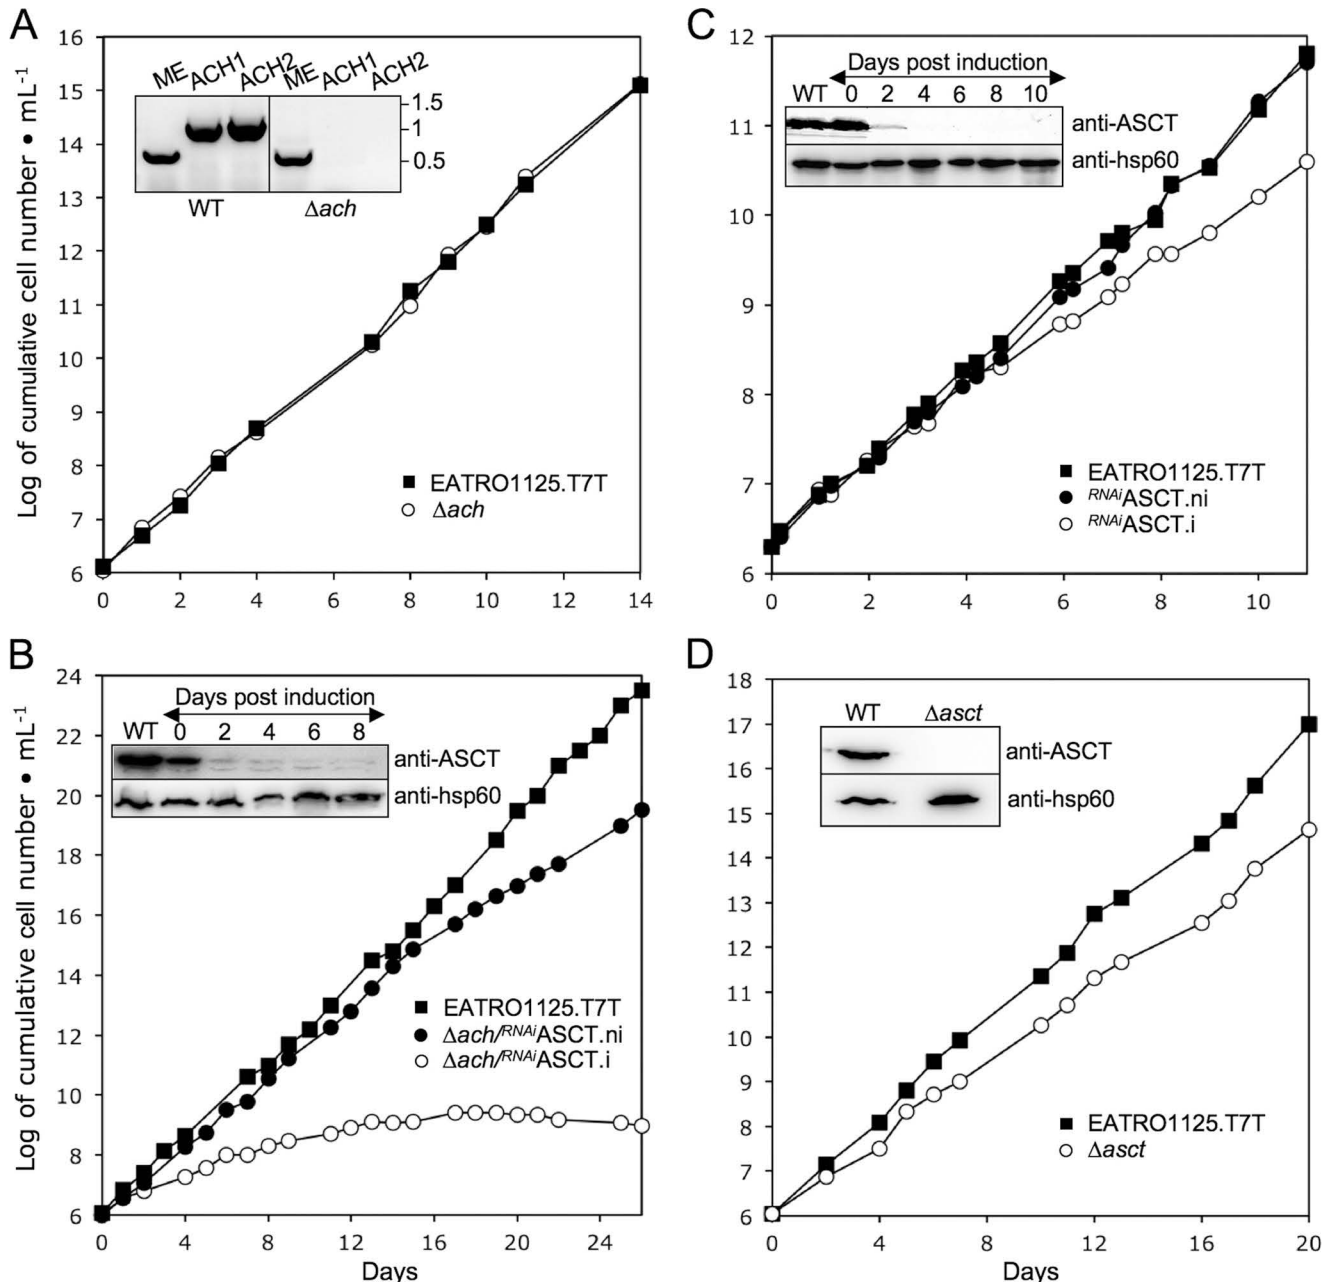 A
ME ACH1 ACH2 ME ACH1 ACH2
1.5
1
0.5
WT Δach
Log of cumulative cell number • mL-1
16
15
14
13
12
11
10
9
8
7
6
0 2 4 6 8 10 12 14
EATRO1125.T7T
Δach
C
Days post induction
WT 0 2 4 6 8 10
anti-ASCT
anti-hsp60
12
11
10
9
8
7
6
0 2 4 6 8 10
EATRO1125.T7T
RNAiASCT.ni
RNAiASCT.i
B
Days post induction
WT 0 2 4 6 8
anti-ASCT
anti-hsp60
Log of cumulative cell number • mL-1
24
22
20
18
16
14
12
10
8
6
0 4 8 12 16 20 24
Days
EATRO1125.T7T
Δach/RNAiASCT.ni
Δach/RNAiASCT.i
D
WT Δasct
anti-ASCT
anti-hsp60
18
17
16
15
14
13
12
11
10
9
8
7
6
0 4 8 12 16 20
Days
EATRO1125.T7T
Δasct